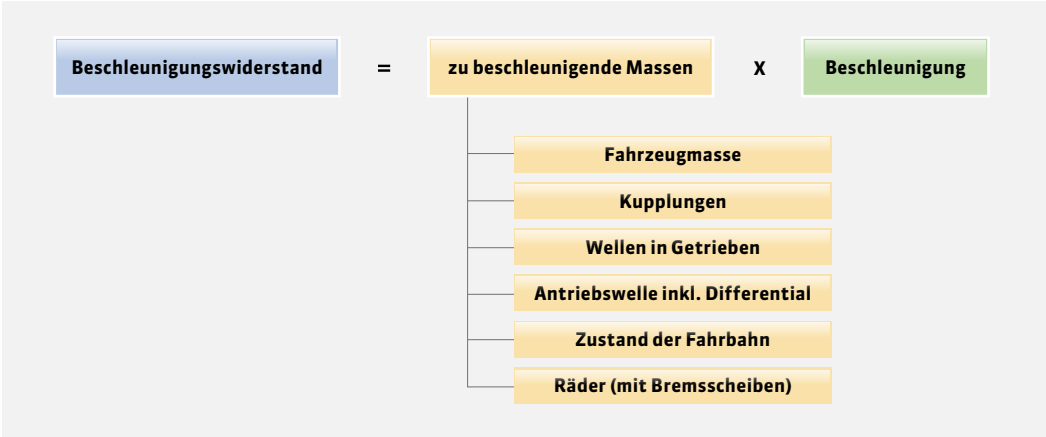 Beschleunigungswiderstand = zu beschleunigende Massen X Beschleunigung
Fahrzeugmasse
Kupplungen
Wellen in Getrieben
Antriebswelle inkl. Differential
Zustand der Fahrbahn
Räder (mit Bremsscheiben)